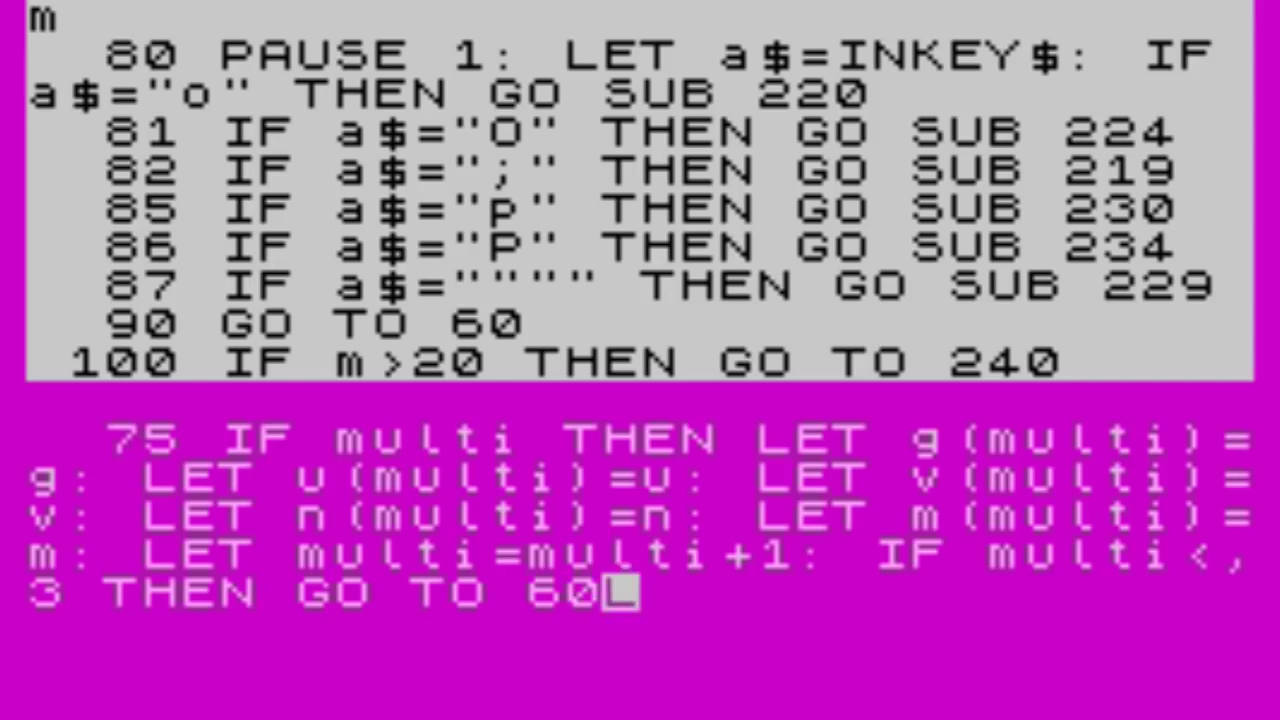 m
80 PAUSE 1: LET a$=INKEY$: IF
a$="o" THEN GO SUB 220
81 IF a$="O" THEN GO SUB 224
82 IF a$=";" THEN GO SUB 219
85 IF a$="p" THEN GO SUB 230
86 IF a$="P" THEN GO SUB 234
87 IF a$="""" THEN GO SUB 229
90 GO TO 60
100 IF m>20 THEN GO TO 240
75 IF multi THEN LET g(multi)=
g: LET u(multi)=u: LET v(multi)=
v: LET n(multi)=n: LET m(multi)=
m: LET multi=multi+1: IF multi<,
3 THEN GO TO 60L